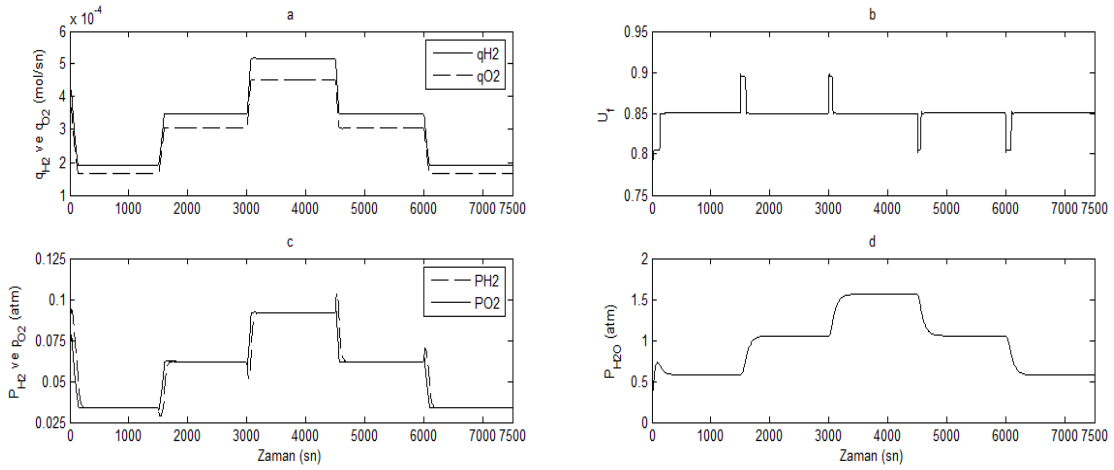 a
x 10⁻⁴
q_H2 ve q_O2 (mol/sn)
6
5
4
3
2
1
qH2
qO2
0 1000 2000 3000 4000 5000 6000 7000 7500
b
U_f
0.95
0.9
0.85
0.8
0.75
0 1000 2000 3000 4000 5000 6000 7000 7500
c
P_H2 ve p_O2 (atm)
0.125
0.1
0.075
0.05
0.025
PH2
PO2
0 1000 2000 3000 4000 5000 6000 7000 7500
Zaman (sn)
d
P_H2O (atm)
2
1.5
1
0.5
0
0 1000 2000 3000 4000 5000 6000 7000 7500
Zaman (sn)